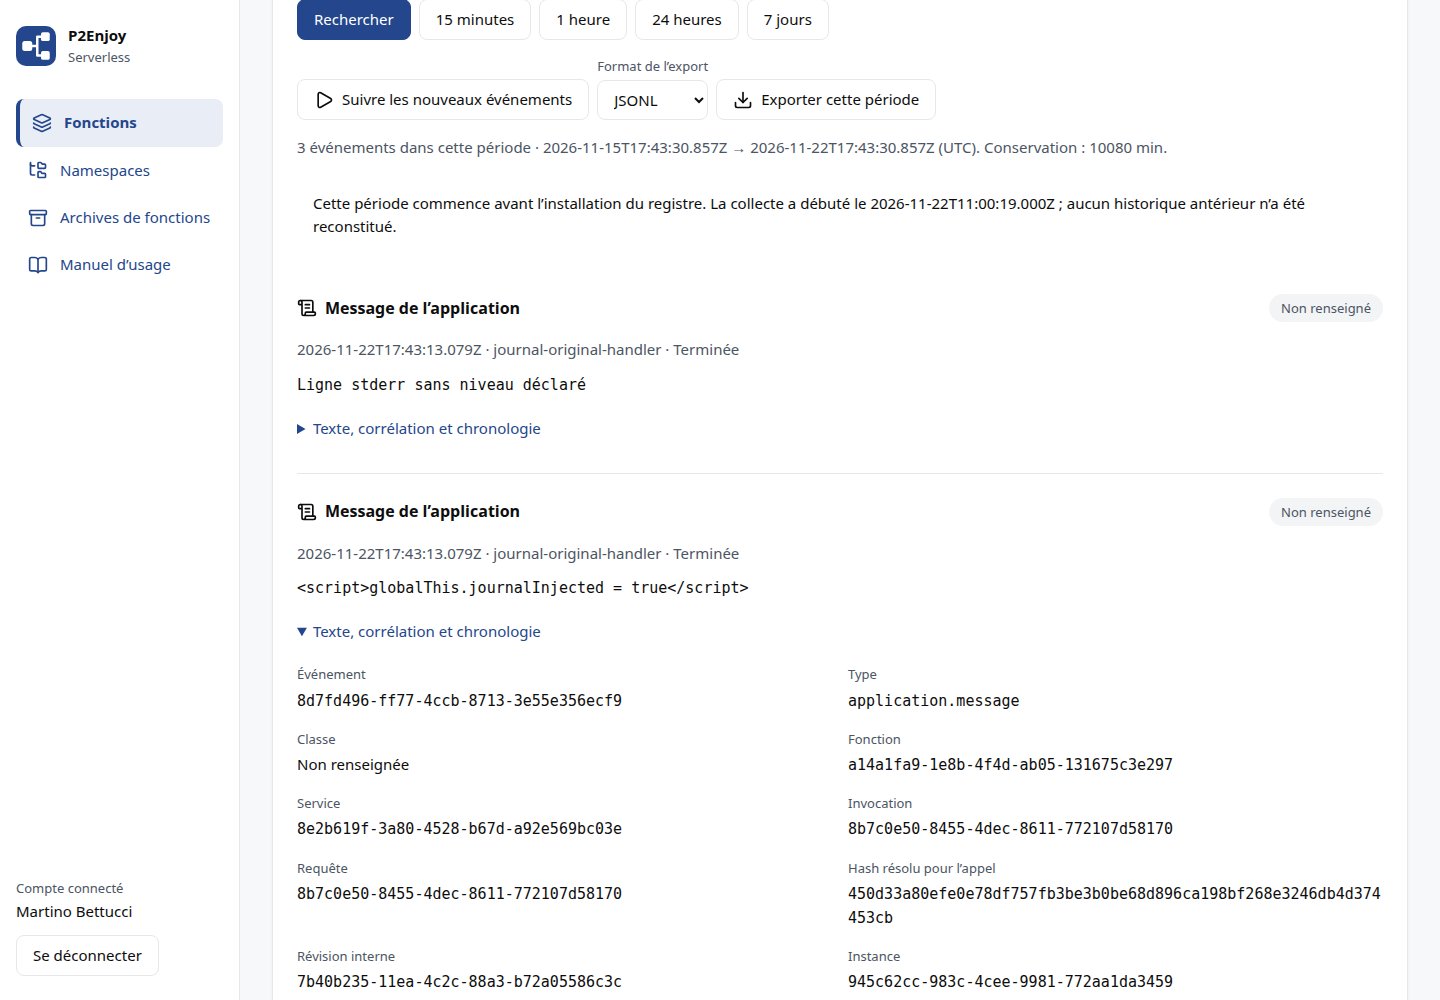 P2Enjoy
Serverless
Fonctions
Namespaces
Archives de fonctions
Manuel d’usage
Compte connecté
Martino Bettucci
Se déconnecter
Rechercher
15 minutes
1 heure
24 heures
7 jours
Format de l’export
Suivre les nouveaux événements
JSONL
Exporter cette période
3 événements dans cette période · 2026-11-15T17:43:30.857Z → 2026-11-22T17:43:30.857Z (UTC). Conservation : 10080 min.
Cette période commence avant l’installation du registre. La collecte a débuté le 2026-11-22T11:00:19.000Z ; aucun historique antérieur n’a été
reconstitué.
Message de l’application
Non renseigné
2026-11-22T17:43:13.079Z · journal-original-handler · Terminée
Ligne stderr sans niveau déclaré
Texte, corrélation et chronologie
Message de l’application
Non renseigné
2026-11-22T17:43:13.079Z · journal-original-handler · Terminée
<script>globalThis.journalInjected = true</script>
Texte, corrélation et chronologie
Événement
8d7fd496-ff77-4ccb-8713-3e55e356ecf9
Type
application.message
Classe
Non renseignée
Fonction
a14a1fa9-1e8b-4f4d-ab05-131675c3e297
Service
8e2b619f-3a80-4528-b67d-a92e569bc03e
Invocation
8b7c0e50-8455-4dec-8611-772107d58170
Requête
8b7c0e50-8455-4dec-8611-772107d58170
Hash résolu pour l’appel
450d33a80efe0e78df757fb3be3b0be68d896ca198bf268e3246db4d374
453cb
Révision interne
7b40b235-11ea-4c2c-88a3-b72a05586c3c
Instance
945c62cc-983c-4cee-9981-772aa1da3459